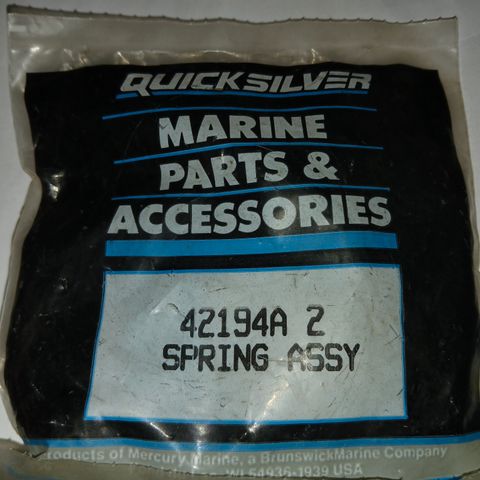 QUICKSILVER
MARINE
PARTS &
ACCESSORIES
42194A 2
SPRING ASSY
roducts of Mercury Marine, a BrunswickMarine Company
WI 54936-1939 USA